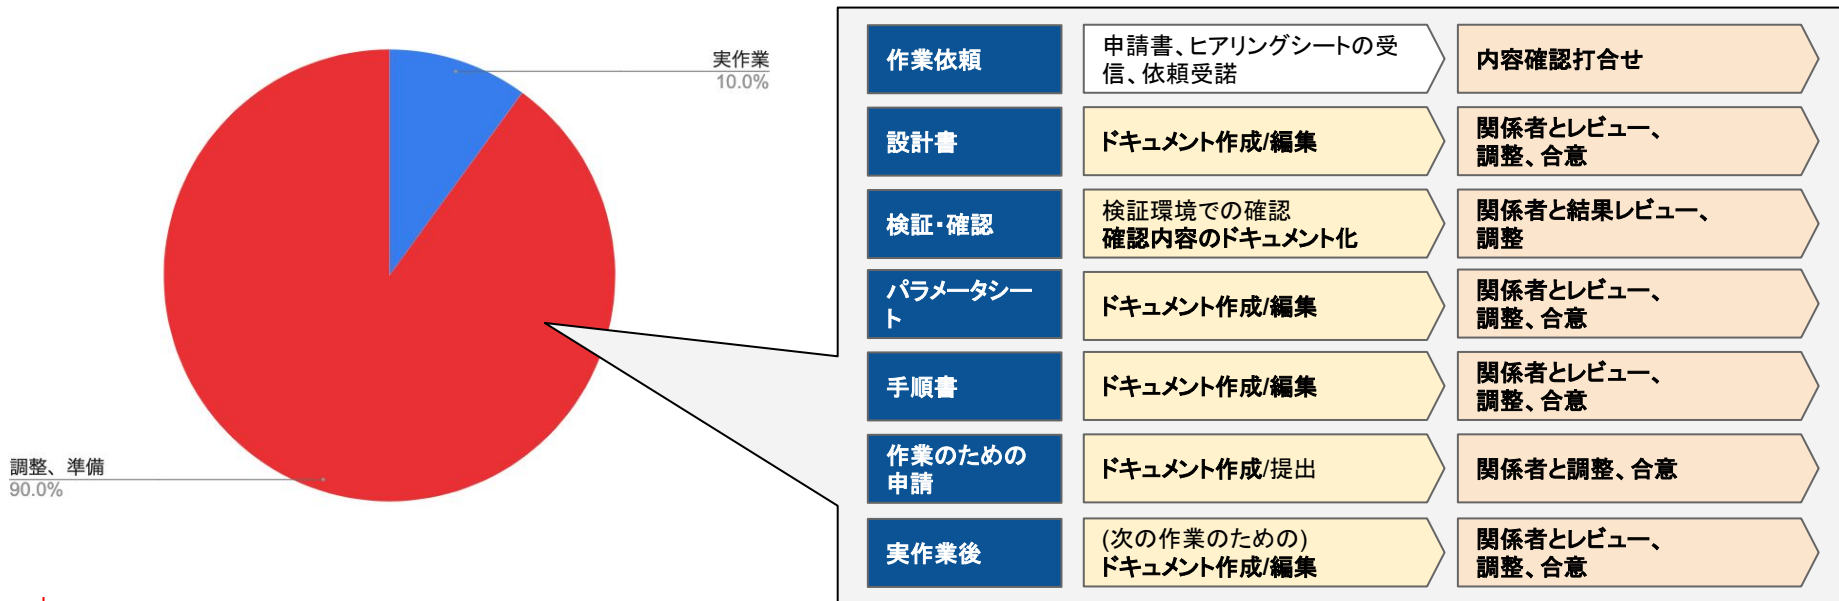 実作業
10.0%
調整、準備
90.0%
作業依頼
申請書、ヒアリングシートの受
信、依頼受諾
内容確認打合せ
設計書
ドキュメント作成/編集
関係者とレビュー、
調整、合意
検証・確認
検証環境での確認
確認内容のドキュメント化
関係者と結果レビュー、
調整
パラメータシー
ト
ドキュメント作成/編集
関係者とレビュー、
調整、合意
手順書
ドキュメント作成/編集
関係者とレビュー、
調整、合意
作業のための
申請
ドキュメント作成/提出
関係者と調整、合意
実作業後
(次の作業のための)
ドキュメント作成/編集
関係者とレビュー、
調整、合意